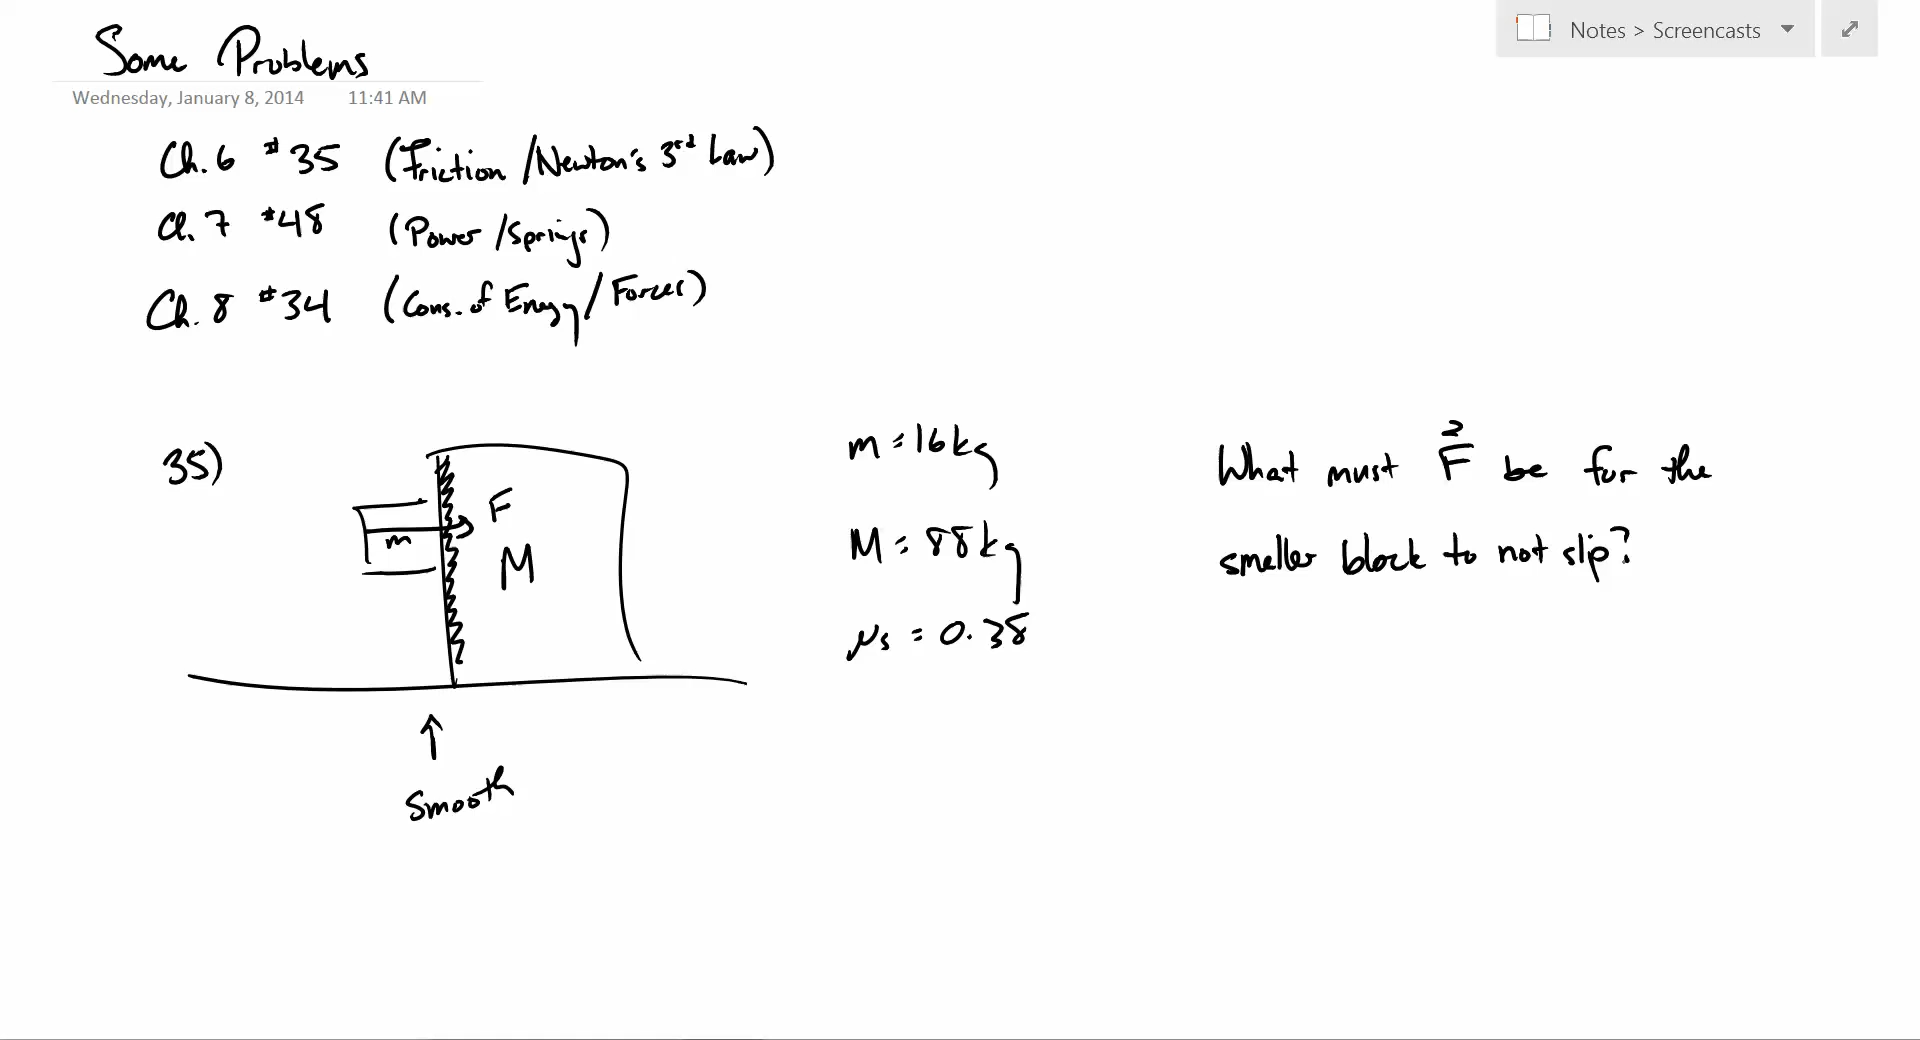 Some Problems
Notes > Screencasts
Wednesday, January 8, 2014 11:41 AM
Ch. 6 #35 (Friction/Newton's 3rd Law)
Ch. 7 #48 (Power/Springs)
Ch. 8 #34 (Cons. of Energy/Forces)
35)
F
m
M
Smooth
m = 16kg
M = 88kg
μs = 0.38
What must F be for the
smaller block to not slip?